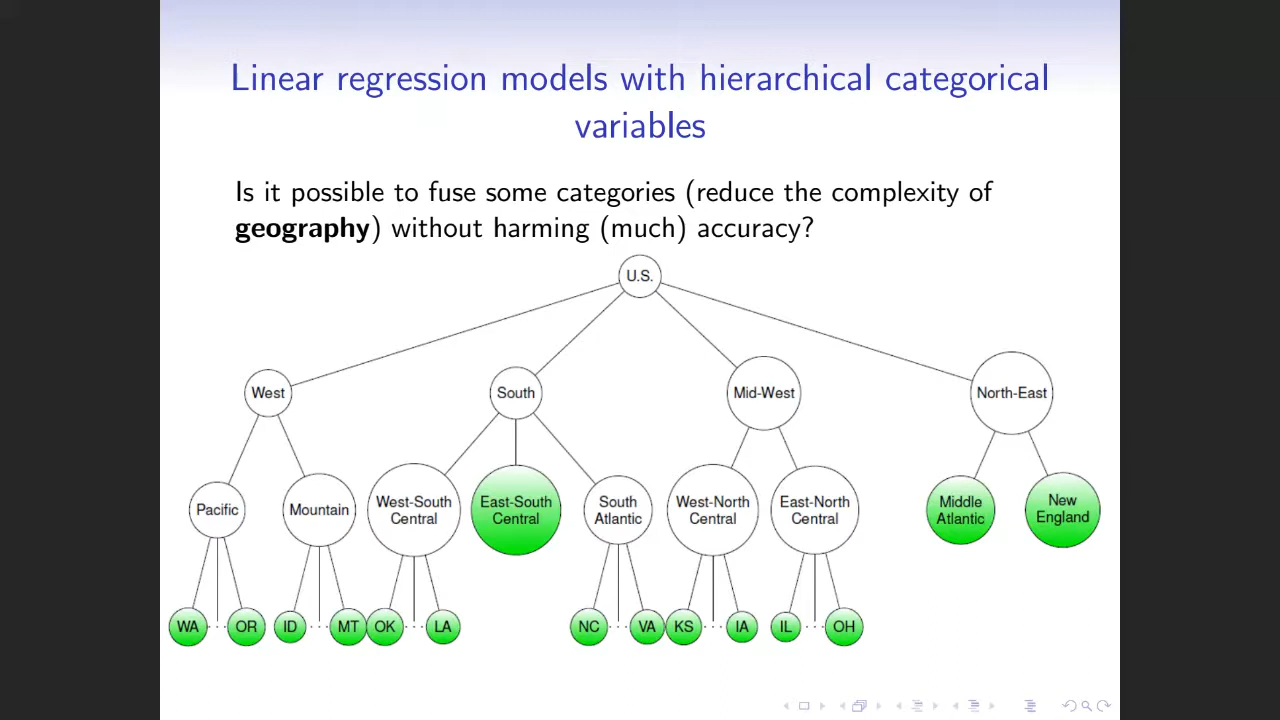 Linear regression models with hierarchical categorical
variables
Is it possible to fuse some categories (reduce the complexity of
geography) without harming (much) accuracy?
U.S.
West
South
Mid-West
North-East
Pacific
Mountain
West-South
Central
East-South
Central
South
Atlantic
West-North
Central
East-North
Central
Middle
Atlantic
New
England
WA
OR
ID
MT
OK
LA
NC
VA
KS
IA
IL
OH